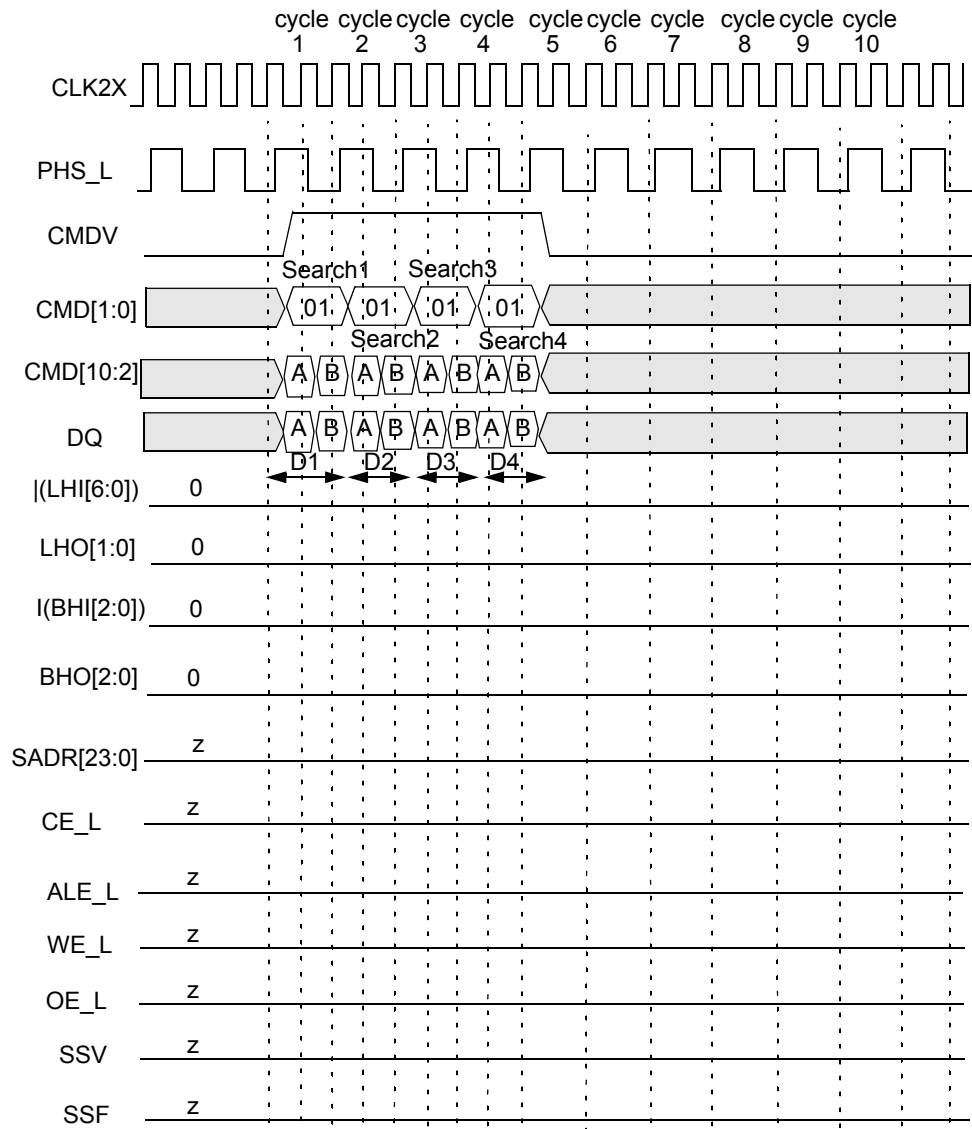 cycle cycle cycle cycle cycle cycle cycle cycle cycle cycle
1 2 3 4 5 6 7 8 9 10
CLK2X
PHS_L
CMDV
Search1 Search3
CMD[1:0] 01 01 01 01
Search2 Search4
CMD[10:2] A B A B A B A B
DQ A B A B A B A B
D1 D2 D3 D4
|(LHI[6:0]) 0
LHO[1:0] 0
I(BHI[2:0]) 0
BHO[2:0] 0
SADR[23:0] z
CE_L z
ALE_L z
WE_L z
OE_L z
SSV z
SSF z